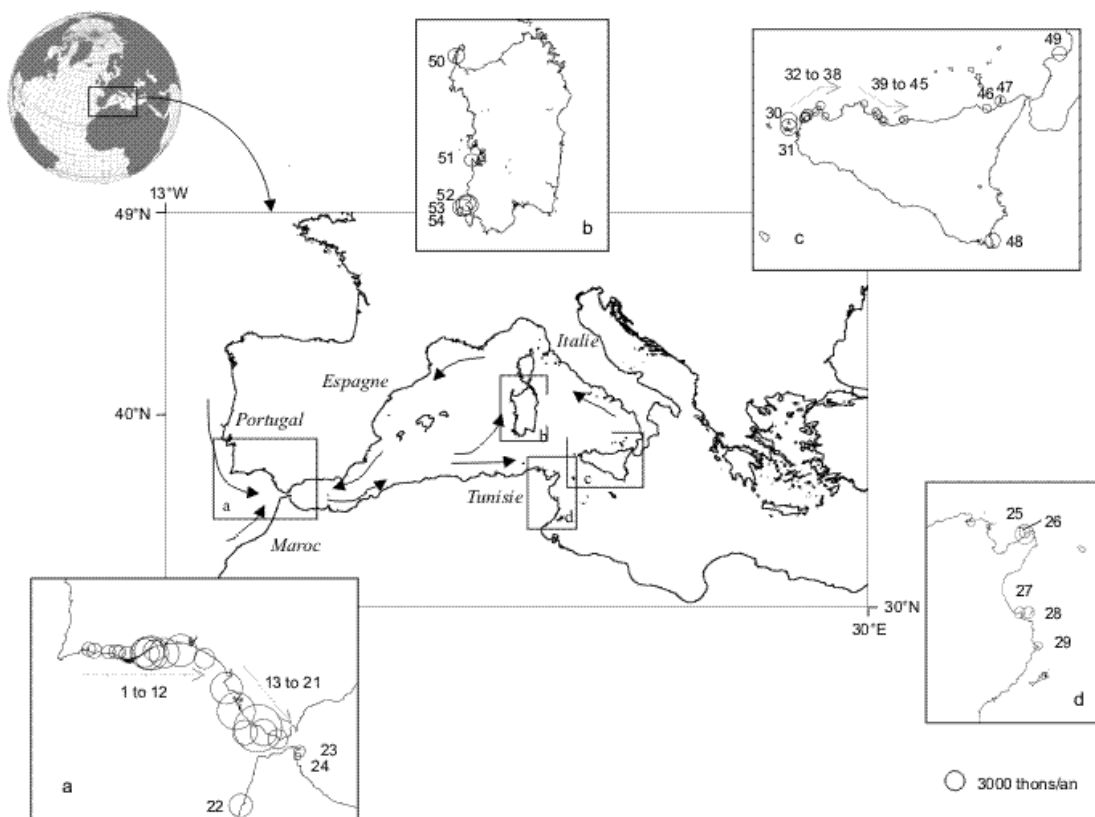 50
51
52
53
54
b
49
32 to 38
39 to 45
47
46
30
31
48
c
13°W
49°N
Italie
Espagne
40°N
Portugal
b
a
c
Tunisie
d
Maroc
30°N
30°E
1 to 12
13 to 21
23
24
22
a
25
26
27
28
29
d
3000 thons/an